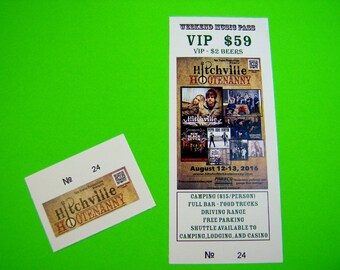 WEEKEND MUSIC PASS
VIP $59
VIP - $2 BEERS
Hitchville
HOOTENANNY
Hitchville
August 12-13, 2016
CAMPING ($15/PERSON)
FULL BAR - FOOD TRUCKS
DRIVING RANGE
FREE PARKING
SHUTTLE AVAILABLE TO
CAMPING, LODGING, AND CASINO
№ 24
№ 24
Hitchville
HOOTENANNY